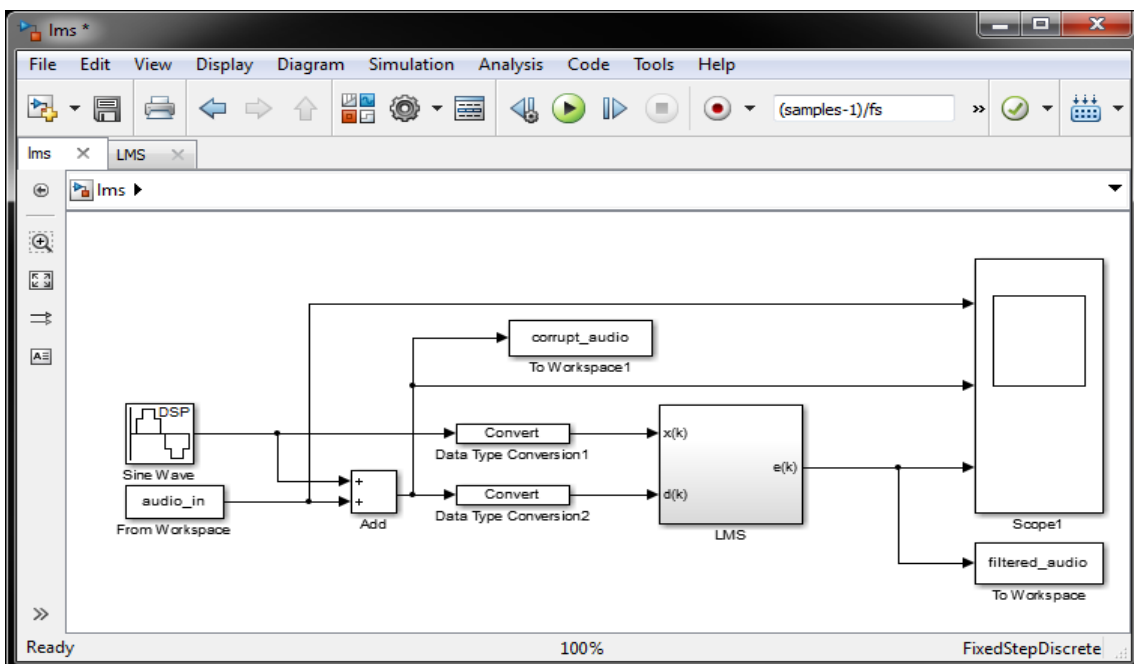 lms *
File Edit View Display Diagram Simulation Analysis Code Tools Help
(samples-1)/fs
lms
LMS
lms
corrupt_audio
To Workspace1
DSP
Sine Wave
audio_in
From Workspace
+
+
Add
Convert
Data Type Conversion1
Convert
Data Type Conversion2
x(k)
e(k)
d(k)
LMS
Scope1
filtered_audio
To Workspace
Ready 100% FixedStepDiscrete